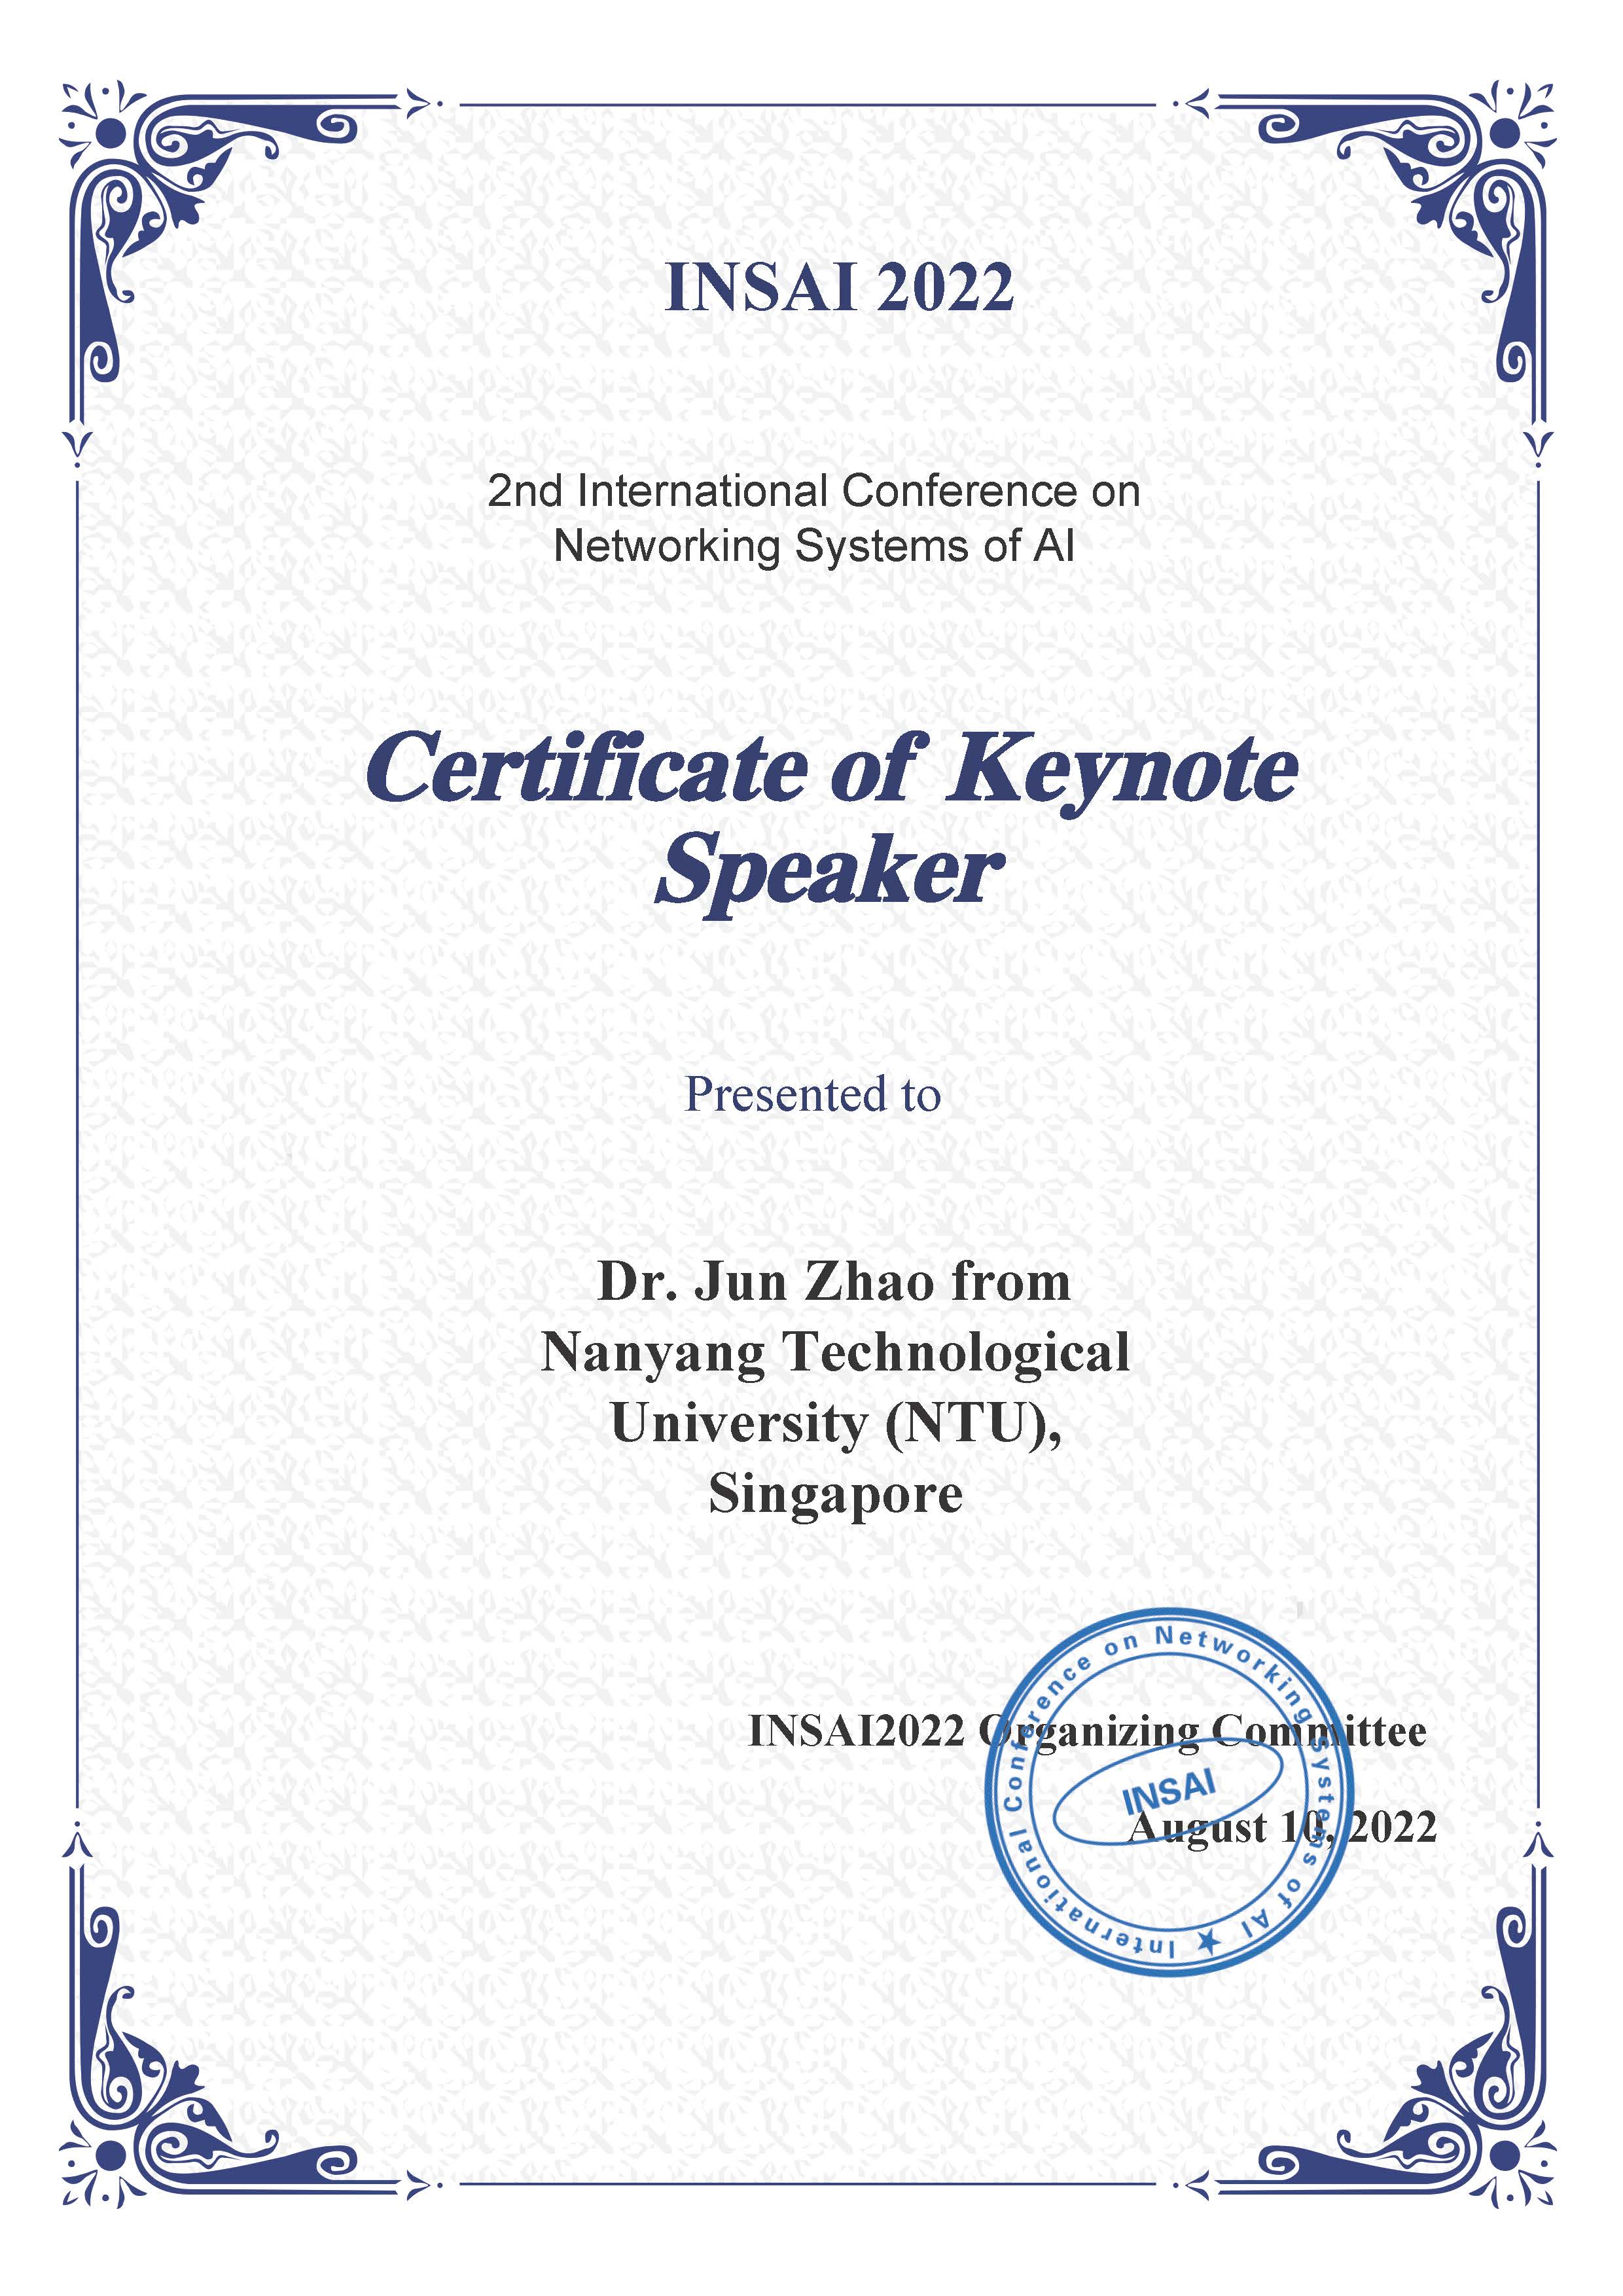 INSAI 2022
2nd International Conference on
Networking Systems of AI
Certificate of Keynote
Speaker
Presented to
Dr. Jun Zhao from
Nanyang Technological
University (NTU),
Singapore
INSAI2022 Organizing Committee
August 10, 2022
International Conference on Networking Systems of AI ★
INSAI